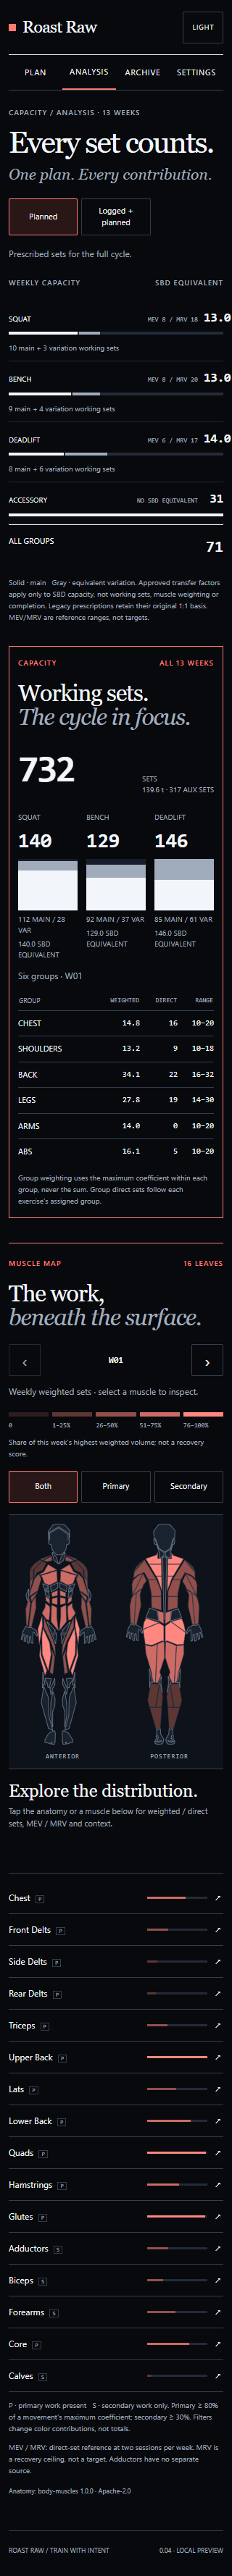 Roast Raw
LIGHT
PLAN ANALYSIS ARCHIVE SETTINGS
CAPACITY / ANALYSIS · 13 WEEKS
Every set counts.
One plan. Every contribution.
Planned
Logged +
planned
Prescribed sets for the full cycle.
WEEKLY CAPACITY SBD EQUIVALENT
SQUAT MEV 8 / MRV 18 13.0
10 main + 3 variation working sets
BENCH MEV 8 / MRV 20 13.0
9 main + 4 variation working sets
DEADLIFT MEV 6 / MRV 17 14.0
8 main + 6 variation working sets
ACCESSORY NO SBD EQUIVALENT 31
ALL GROUPS 71
Solid · main Gray · equivalent variation. Approved transfer factors
apply only to SBD capacity, not working sets, muscle weighting or
completion. Legacy prescriptions retain their original 1:1 basis.
MEV/MRV are reference ranges, not targets.
CAPACITY ALL 13 WEEKS
Working sets.
The cycle in focus.
732
SETS
139.6 t · 317 AUX SETS
SQUAT BENCH DEADLIFT
140 129 146
112 MAIN / 28
VAR
140.0 SBD
EQUIVALENT
92 MAIN / 37 VAR
129.0 SBD
EQUIVALENT
85 MAIN / 61 VAR
146.0 SBD
EQUIVALENT
Six groups · W01
GROUP WEIGHTED DIRECT RANGE
CHEST 14.8 16 10–20
SHOULDERS 13.2 9 10–18
BACK 34.1 22 16–32
LEGS 27.8 19 14–30
ARMS 14.0 0 10–20
ABS 16.1 5 10–20
Group weighting uses the maximum coefficient within each
group, never the sum. Group direct sets follow each
exercise's assigned group.
MUSCLE MAP 16 LEAVES
The work,
beneath the surface.
‹ W01 ›
Weekly weighted sets · select a muscle to inspect.
0 1–25% 26–50% 51–75% 76–100%
Share of this week's highest weighted volume; not a recovery
score.
Both Primary Secondary
ANTERIOR POSTERIOR
Explore the distribution.
Tap the anatomy or a muscle below for weighted / direct
sets, MEV / MRV and context.
Chest P ↗
Front Delts P ↗
Side Delts P ↗
Rear Delts P ↗
Triceps P ↗
Upper Back P ↗
Lats P ↗
Lower Back P ↗
Quads P ↗
Hamstrings P ↗
Glutes P ↗
Adductors S ↗
Biceps S ↗
Forearms S ↗
Core P ↗
Calves S ↗
P · primary work present S · secondary work only. Primary ≥ 80%
of a movement's maximum coefficient; secondary ≥ 30%. Filters
change color contributions, not totals.
MEV / MRV: direct-set reference at two sessions per week. MRV is
a recovery ceiling, not a target. Adductors have no separate
source.
Anatomy: body-muscles 1.0.0 · Apache-2.0
ROAST RAW / TRAIN WITH INTENT 0.04 · LOCAL PREVIEW